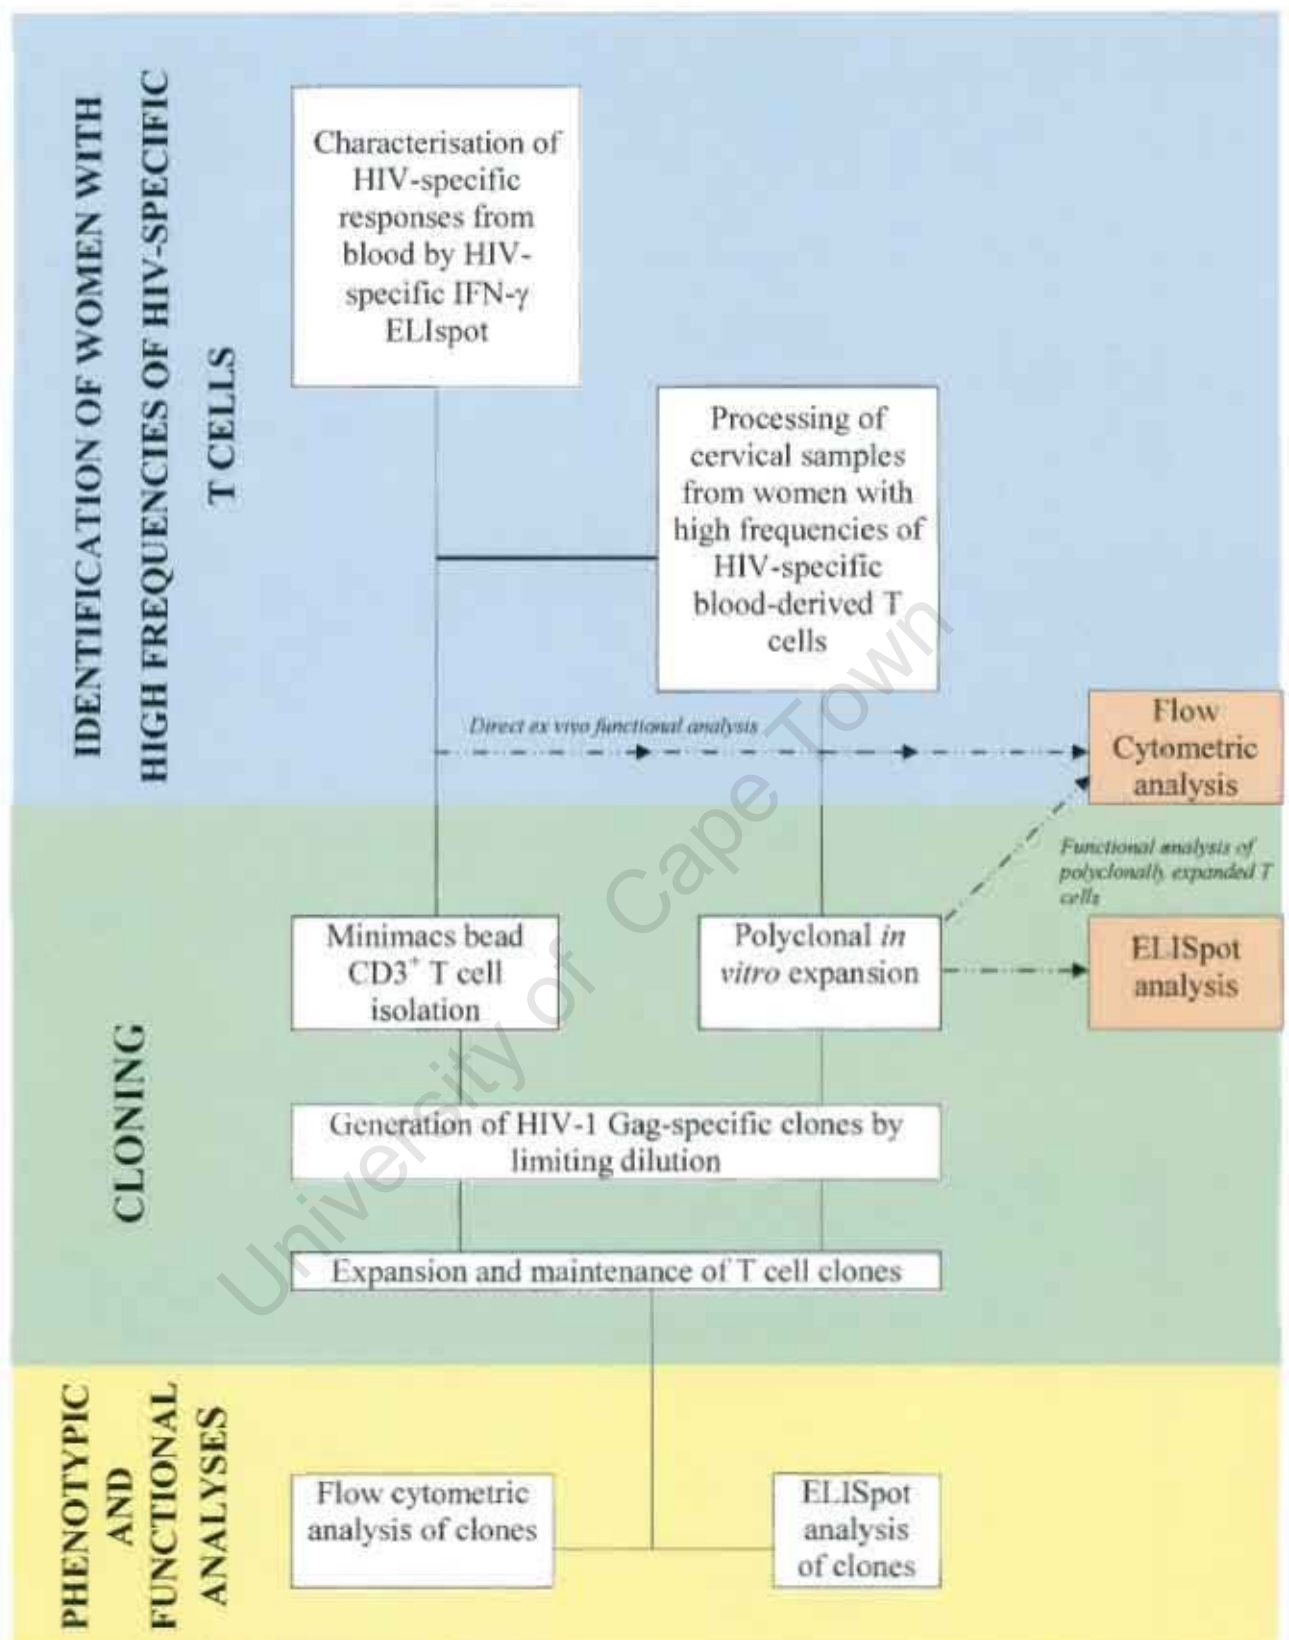 IDENTIFICATION OF WOMEN WITH
HIGH FREQUENCIES OF HIV-SPECIFIC
T CELLS
Characterisation of
HIV-specific
responses from
blood by HIV-
specific IFN-γ
ELIspot
Processing of
cervical samples
from women with
high frequencies of
HIV-specific
blood-derived T
cells
Direct ex vivo functional analysis
Flow
Cytometric
analysis
CLONING
Functional analysis of
polyclonally expanded T
cells
Minimacs bead
CD3⁺ T cell
isolation
Polyclonal in
vitro expansion
ELISpot
analysis
Generation of HIV-1 Gag-specific clones by
limiting dilution
Expansion and maintenance of T cell clones
PHENOTYPIC
AND
FUNCTIONAL
ANALYSES
Flow cytometric
analysis of clones
ELISpot
analysis
of clones
University of Cape Town